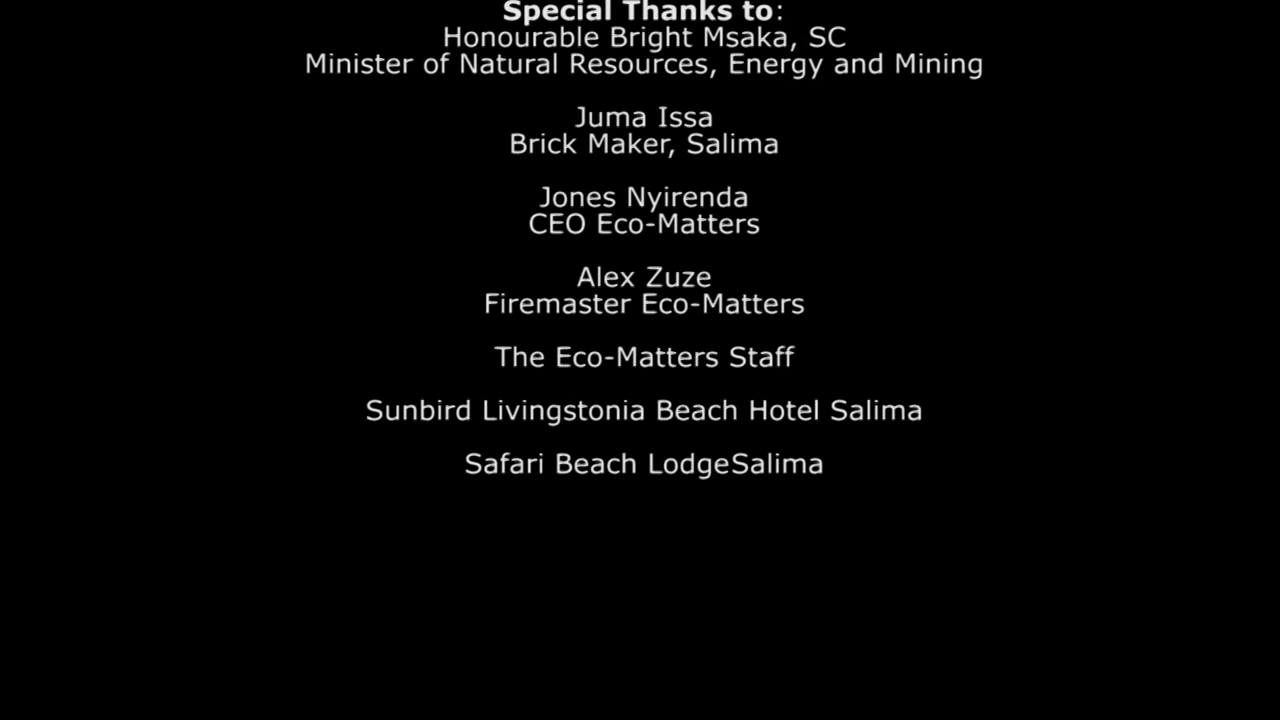 Special Thanks to:
Honourable Bright Msaka, SC
Minister of Natural Resources, Energy and Mining
Juma Issa
Brick Maker, Salima
Jones Nyirenda
CEO Eco-Matters
Alex Zuze
Firemaster Eco-Matters
The Eco-Matters Staff
Sunbird Livingstonia Beach Hotel Salima
Safari Beach LodgeSalima